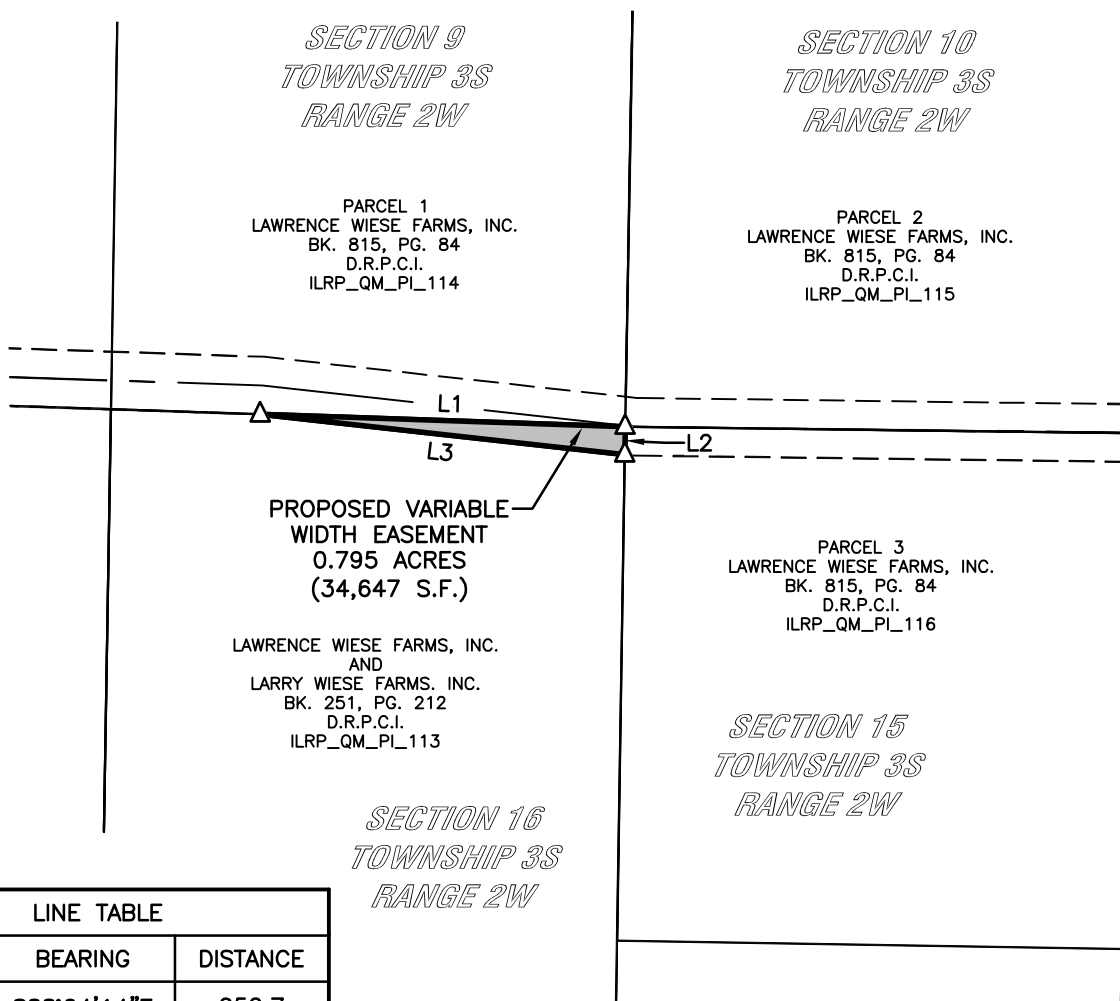 SECTION 9
TOWNSHIP 3S
RANGE 2W
SECTION 10
TOWNSHIP 3S
RANGE 2W
PARCEL 1
LAWRENCE WIESE FARMS, INC.
BK. 815, PG. 84
D.R.P.C.I.
ILRP_QM_PI_114
PARCEL 2
LAWRENCE WIESE FARMS, INC.
BK. 815, PG. 84
D.R.P.C.I.
ILRP_QM_PI_115
L1
L2
L3
PROPOSED VARIABLE
WIDTH EASEMENT
0.795 ACRES
(34,647 S.F.)
PARCEL 3
LAWRENCE WIESE FARMS, INC.
BK. 815, PG. 84
D.R.P.C.I.
ILRP_QM_PI_116
LAWRENCE WIESE FARMS, INC.
AND
LARRY WIESE FARMS. INC.
BK. 251, PG. 212
D.R.P.C.I.
ILRP_QM_PI_113
SECTION 15
TOWNSHIP 3S
RANGE 2W
SECTION 16
TOWNSHIP 3S
RANGE 2W
LINE TABLE
BEARING DISTANCE